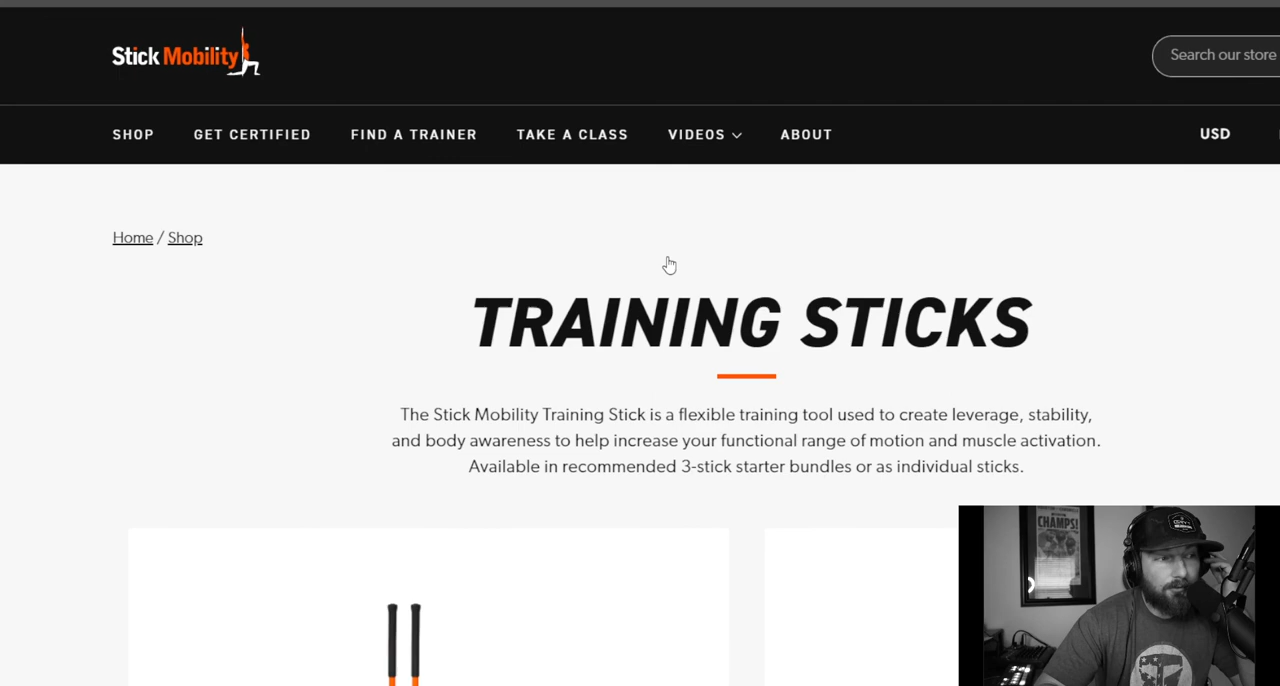 Stick Mobility
Search our store
SHOP GET CERTIFIED FIND A TRAINER TAKE A CLASS VIDEOS ABOUT USD
Home / Shop
TRAINING STICKS
The Stick Mobility Training Stick is a flexible training tool used to create leverage, stability,
and body awareness to help increase your functional range of motion and muscle activation.
Available in recommended 3-stick starter bundles or as individual sticks.
CHAMPS!